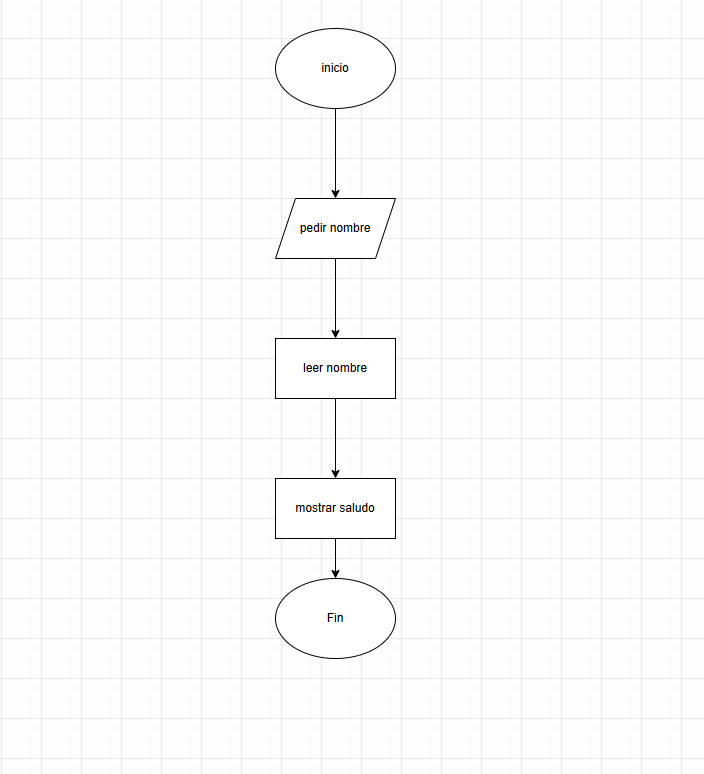 inicio
pedir nombre
leer nombre
mostrar saludo
Fin